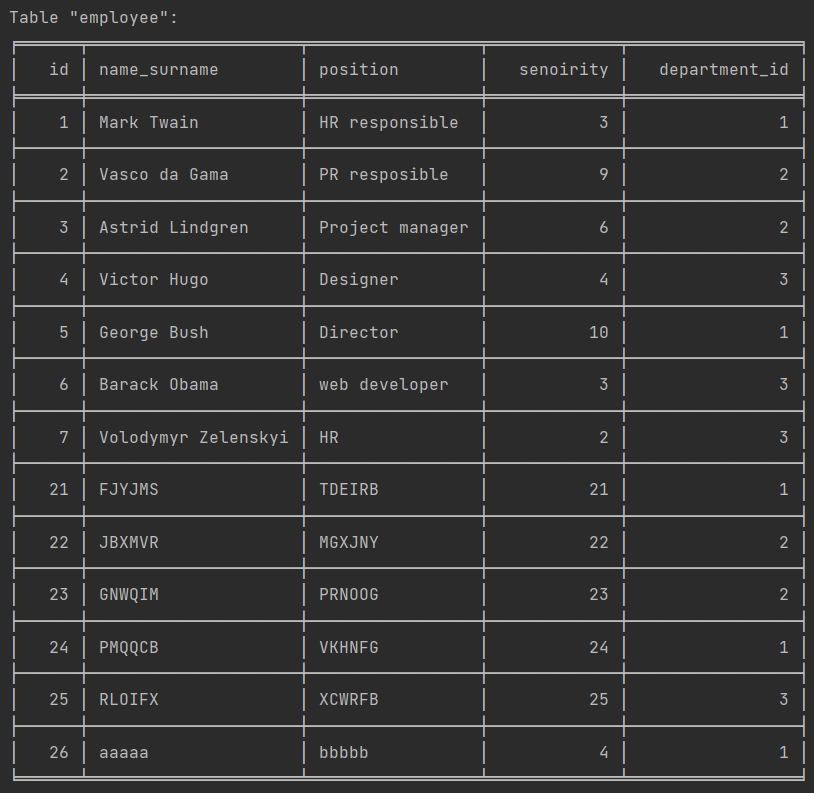 Table "employee":
id name_surname position senoirity department_id
1 Mark Twain HR responsible 3 1
2 Vasco da Gama PR resposible 9 2
3 Astrid Lindgren Project manager 6 2
4 Victor Hugo Designer 4 3
5 George Bush Director 10 1
6 Barack Obama web developer 3 3
7 Volodymyr Zelenskyi HR 2 3
21 FJYJMS TDEIRB 21 1
22 JBXMVR MGXJNY 22 2
23 GNWQIM PRNOOG 23 2
24 PMQQCB VKHNFG 24 1
25 RLOIFX XCWRFB 25 3
26 aaaaa bbbbb 4 1